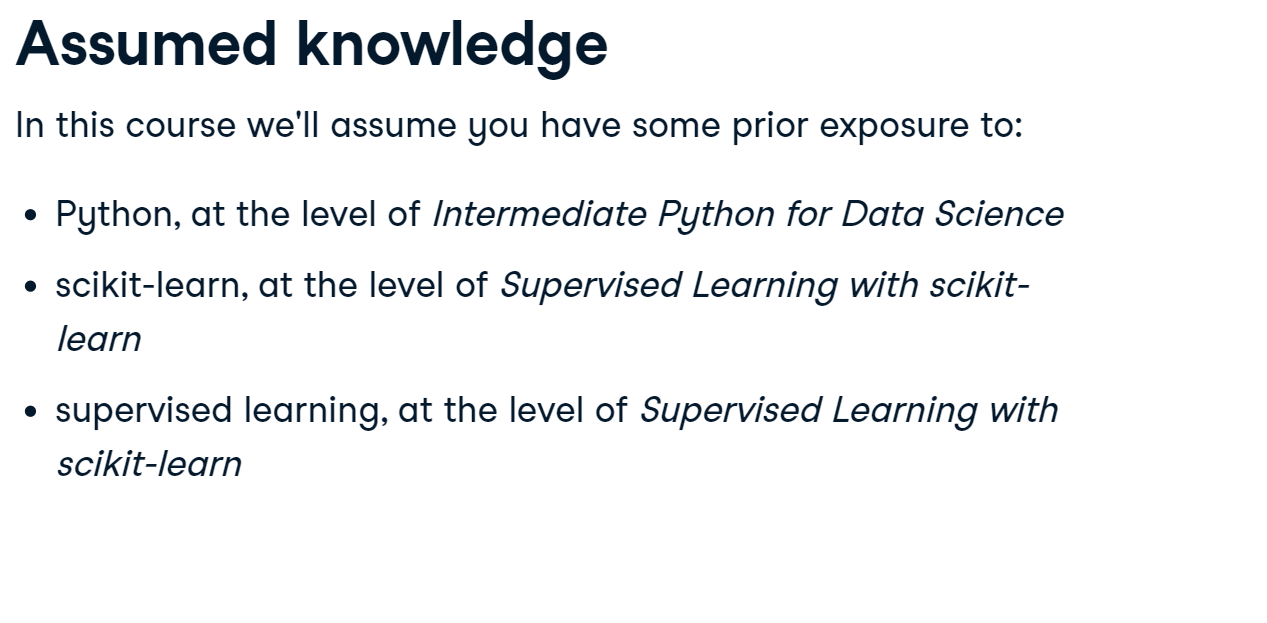 Assumed knowledge
In this course we'll assume you have some prior exposure to:
• Python, at the level of Intermediate Python for Data Science
• scikit-learn, at the level of Supervised Learning with scikit-
learn
• supervised learning, at the level of Supervised Learning with
scikit-learn